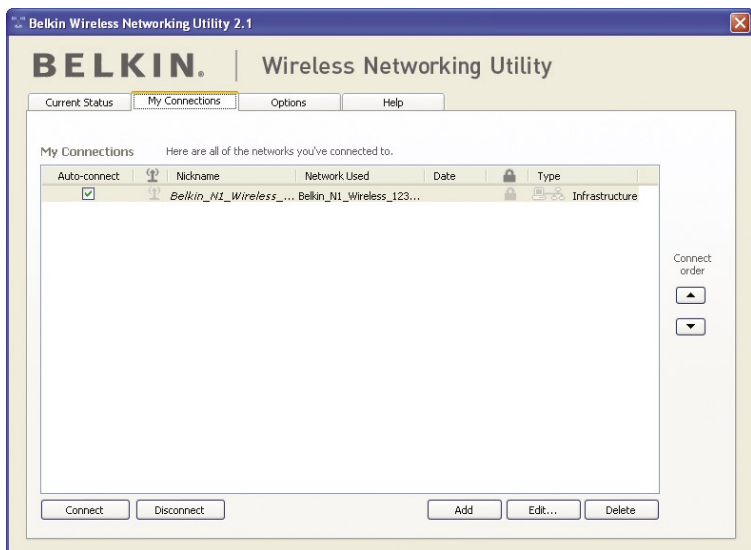 Belkin Wireless Networking Utility 2.1
BELKIN. | Wireless Networking Utility
Current Status My Connections Options Help
My Connections Here are all of the networks you've connected to.
Auto-connect Nickname Network Used Date Type
Belkin_N1_Wireless_... Belkin_N1_Wireless_123... Infrastructure
Connect
order
Connect Disconnect Add Edit... Delete